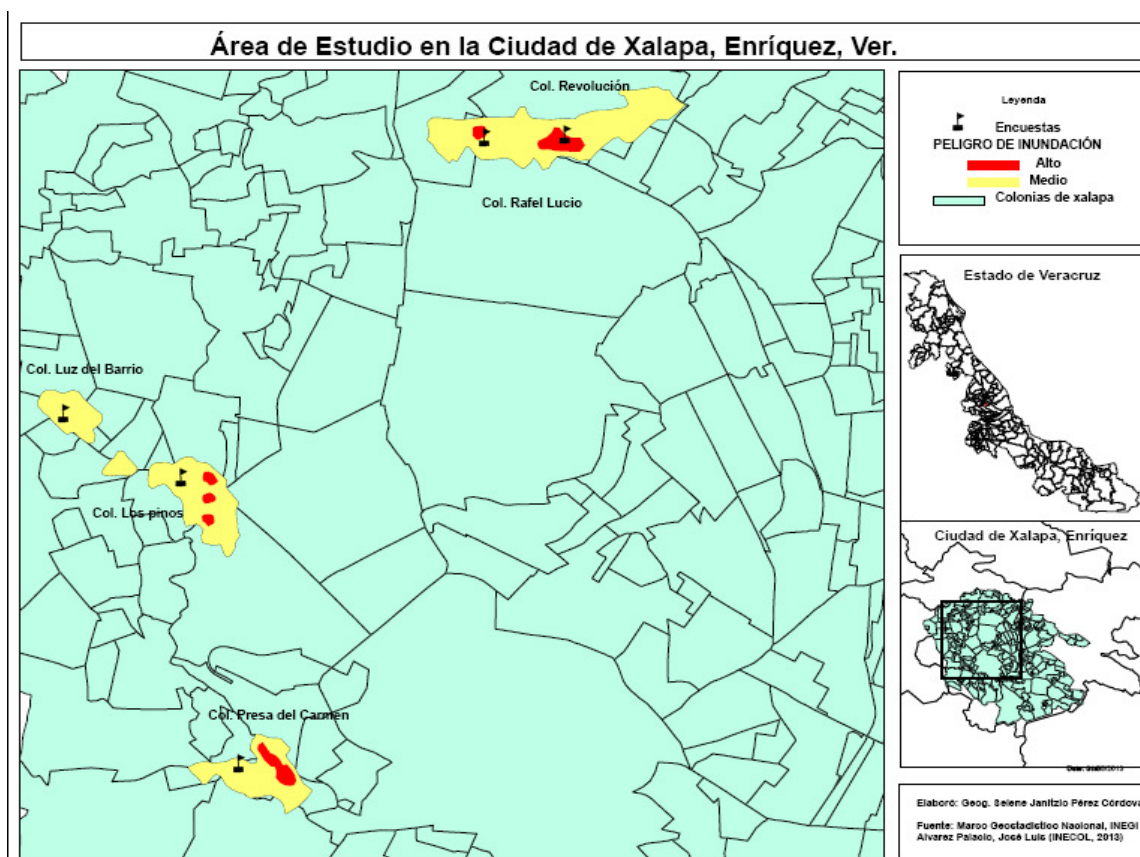 Área de Estudio en la Ciudad de Xalapa, Enríquez, Ver.
Col. Revolución
Col. Rafel Lucio
Col. Luz del Barrio
Col. Los pinos
Col. Presa del Carmen
Leyenda
Encuestas
PELIGRO DE INUNDACIÓN
Alto
Medio
Colonias de xalapa
Estado de Veracruz
Ciudad de Xalapa, Enríquez
Elaboró: Geog. Selene Janitzio Pérez Córdova
Fuente: Marco Geostadístico Nacional, INEGI
Alvarez Palacio, José Luis (INECOL, 2013)